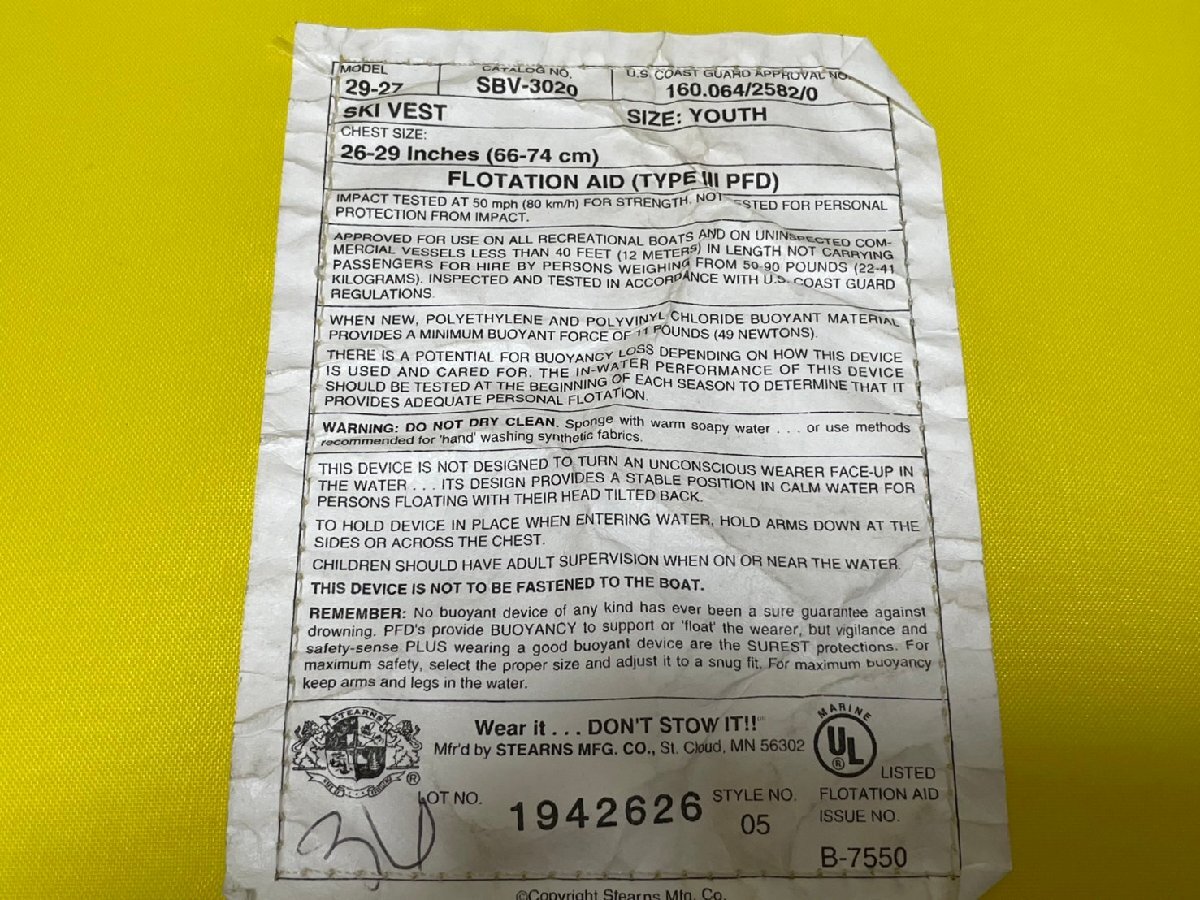 MODEL CATALOG NO. U.S. COAST GUARD APPROVAL NO.
29-27 SBV-3020 160.064/2582/0
SKI VEST SIZE: YOUTH
CHEST SIZE:
26-29 Inches (66-74 cm)
FLOTATION AID (TYPE III PFD)
IMPACT TESTED AT 50 mph (80 km/h) FOR STRENGTH. NOT TESTED FOR PERSONAL
PROTECTION FROM IMPACT.
APPROVED FOR USE ON ALL RECREATIONAL BOATS AND ON UNINSPECTED COM-
MERCIAL VESSELS LESS THAN 40 FEET (12 METERS) IN LENGTH NOT CARRYING
PASSENGERS FOR HIRE BY PERSONS WEIGHING FROM 50-90 POUNDS (22-41
KILOGRAMS). INSPECTED AND TESTED IN ACCORDANCE WITH U.S. COAST GUARD
REGULATIONS.
WHEN NEW, POLYETHYLENE AND POLYVINYL CHLORIDE BUOYANT MATERIAL
PROVIDES A MINIMUM BUOYANT FORCE OF 11 POUNDS (49 NEWTONS).
THERE IS A POTENTIAL FOR BUOYANCY LOSS DEPENDING ON HOW THIS DEVICE
IS USED AND CARED FOR. THE IN-WATER PERFORMANCE OF THIS DEVICE
SHOULD BE TESTED AT THE BEGINNING OF EACH SEASON TO DETERMINE THAT IT
PROVIDES ADEQUATE PERSONAL FLOTATION.
WARNING: DO NOT DRY CLEAN. Sponge with warm soapy water . . . or use methods
recommended for 'hand' washing synthetic fabrics.
THIS DEVICE IS NOT DESIGNED TO TURN AN UNCONSCIOUS WEARER FACE-UP IN
THE WATER . . . ITS DESIGN PROVIDES A STABLE POSITION IN CALM WATER FOR
PERSONS FLOATING WITH THEIR HEAD TILTED BACK.
TO HOLD DEVICE IN PLACE WHEN ENTERING WATER, HOLD ARMS DOWN AT THE
SIDES OR ACROSS THE CHEST.
CHILDREN SHOULD HAVE ADULT SUPERVISION WHEN ON OR NEAR THE WATER.
THIS DEVICE IS NOT TO BE FASTENED TO THE BOAT.
REMEMBER: No buoyant device of any kind has ever been a sure guarantee against
drowning. PFD's provide BUOYANCY to support or 'float' the wearer, but vigilance and
safety-sense PLUS wearing a good buoyant device are the SUREST protections. For
maximum safety, select the proper size and adjust it to a snug fit. For maximum buoyancy
keep arms and legs in the water.
STEARNS
®
Wear it . . . DON'T STOW IT!!
Mfr'd by STEARNS MFG. CO., St. Cloud, MN 56302
MARINE
UL
®
LISTED
FLOTATION AID
ISSUE NO.
B-7550
LOT NO. 1942626
STYLE NO.
05
©Copyright Stearns Mfg. Co.